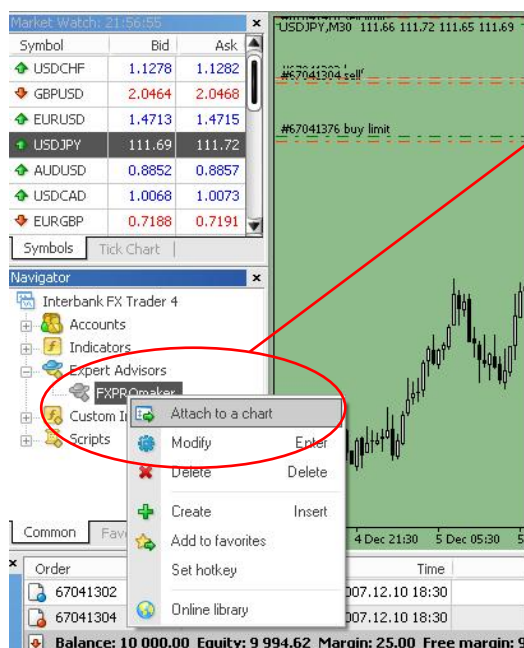 Market Watch: 21:56:55
Symbol Bid Ask
USDCHF 1.1278 1.1282
GBPUSD 2.0464 2.0468
EURUSD 1.4713 1.4715
USDJPY 111.69 111.72
AUDUSD 0.8852 0.8857
USDCAD 1.0068 1.0073
EURGBP 0.7188 0.7191
Symbols Tick Chart
USDJPY,M30 111.66 111.72 111.65 111.69
#67041304 sell
#67041376 buy limit
Navigator
Interbank FX Trader 4
Accounts
Indicators
Expert Advisors
FXPROmaker
Custom In
Scripts
Attach to a chart
Modify Enter
Delete Delete
Create Insert
Add to favorites
Set hotkey
Online library
Common Favo
4 Dec 21:30 5 Dec 05:30 5
Order Time
67041302 007.12.10 18:30
67041304 007.12.10 18:30
Balance: 10 000.00 Equity: 9 994.62 Margin: 25.00 Free margin: 9